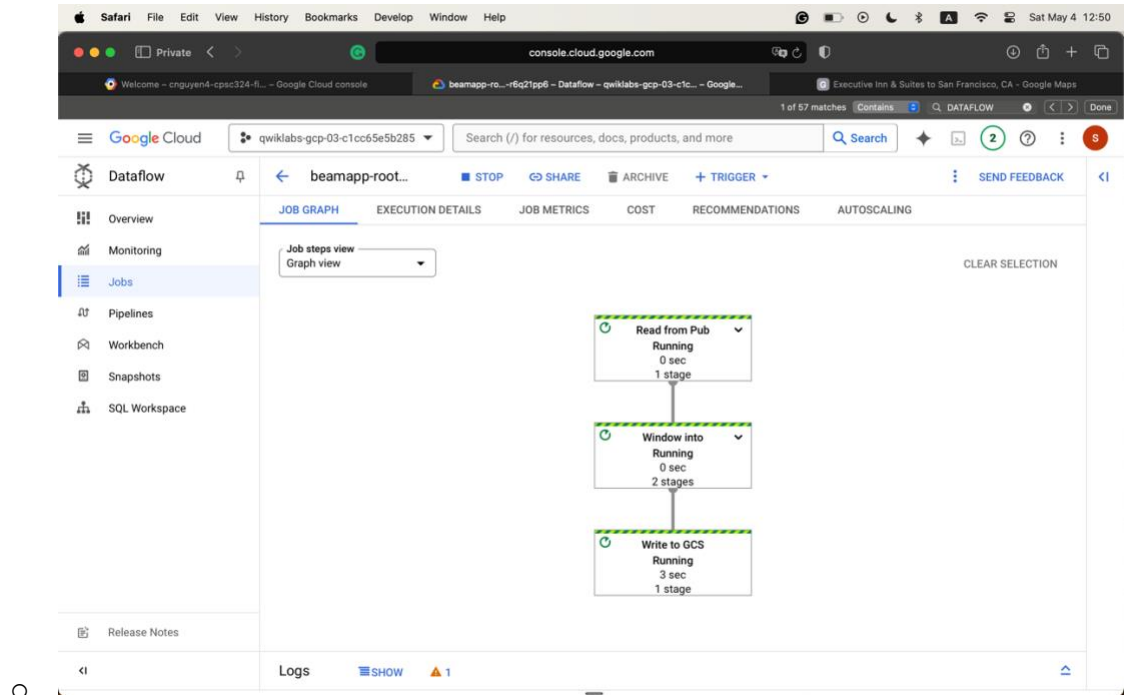 Safari File Edit View History Bookmarks Develop Window Help
A
Sat May 4 12:50
Private
console.cloud.google.com
Welcome – cnguyen4-cpsc324-fi... – Google Cloud console
beamapp-ro...-r6q21pp6 – Dataflow – qwiklabs-gcp-03-c1c... – Google...
G Executive Inn & Suites to San Francisco, CA - Google Maps
1 of 57 matches Contains DATAFLOW Done
Google Cloud qwiklabs-gcp-03-c1cc65e5b285 Search (/) for resources, docs, products, and more Search 2 S
Dataflow
beamapp-root... STOP SHARE ARCHIVE + TRIGGER SEND FEEDBACK
JOB GRAPH EXECUTION DETAILS JOB METRICS COST RECOMMENDATIONS AUTOSCALING
Overview
Monitoring
Jobs
Pipelines
Workbench
Snapshots
SQL Workspace
Job steps view
Graph view
CLEAR SELECTION
Read from Pub
Running
0 sec
1 stage
Window into
Running
0 sec
2 stages
Write to GCS
Running
3 sec
1 stage
Release Notes
Logs SHOW 1